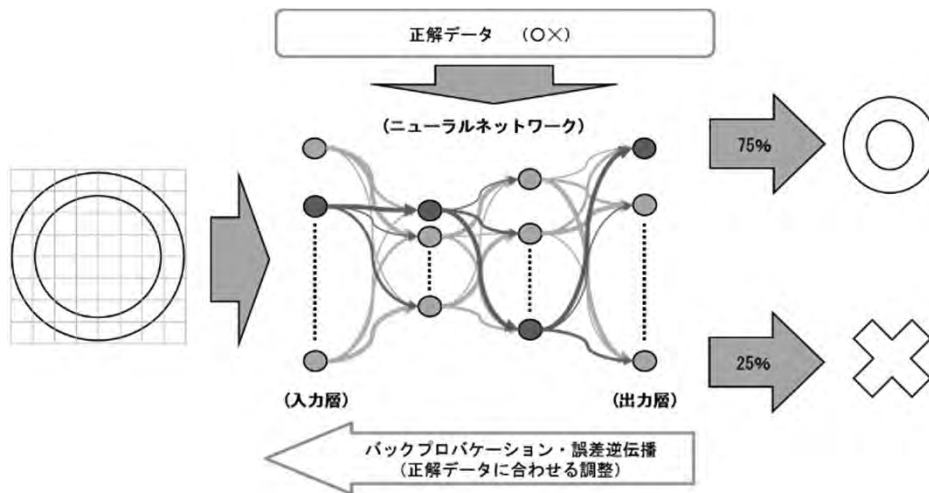 正解データ （○×）
(ニューラルネットワーク)
75%
25%
(入力層)
(出力層)
バックプロパケーション・誤差逆伝播
(正解データに合わせる調整)